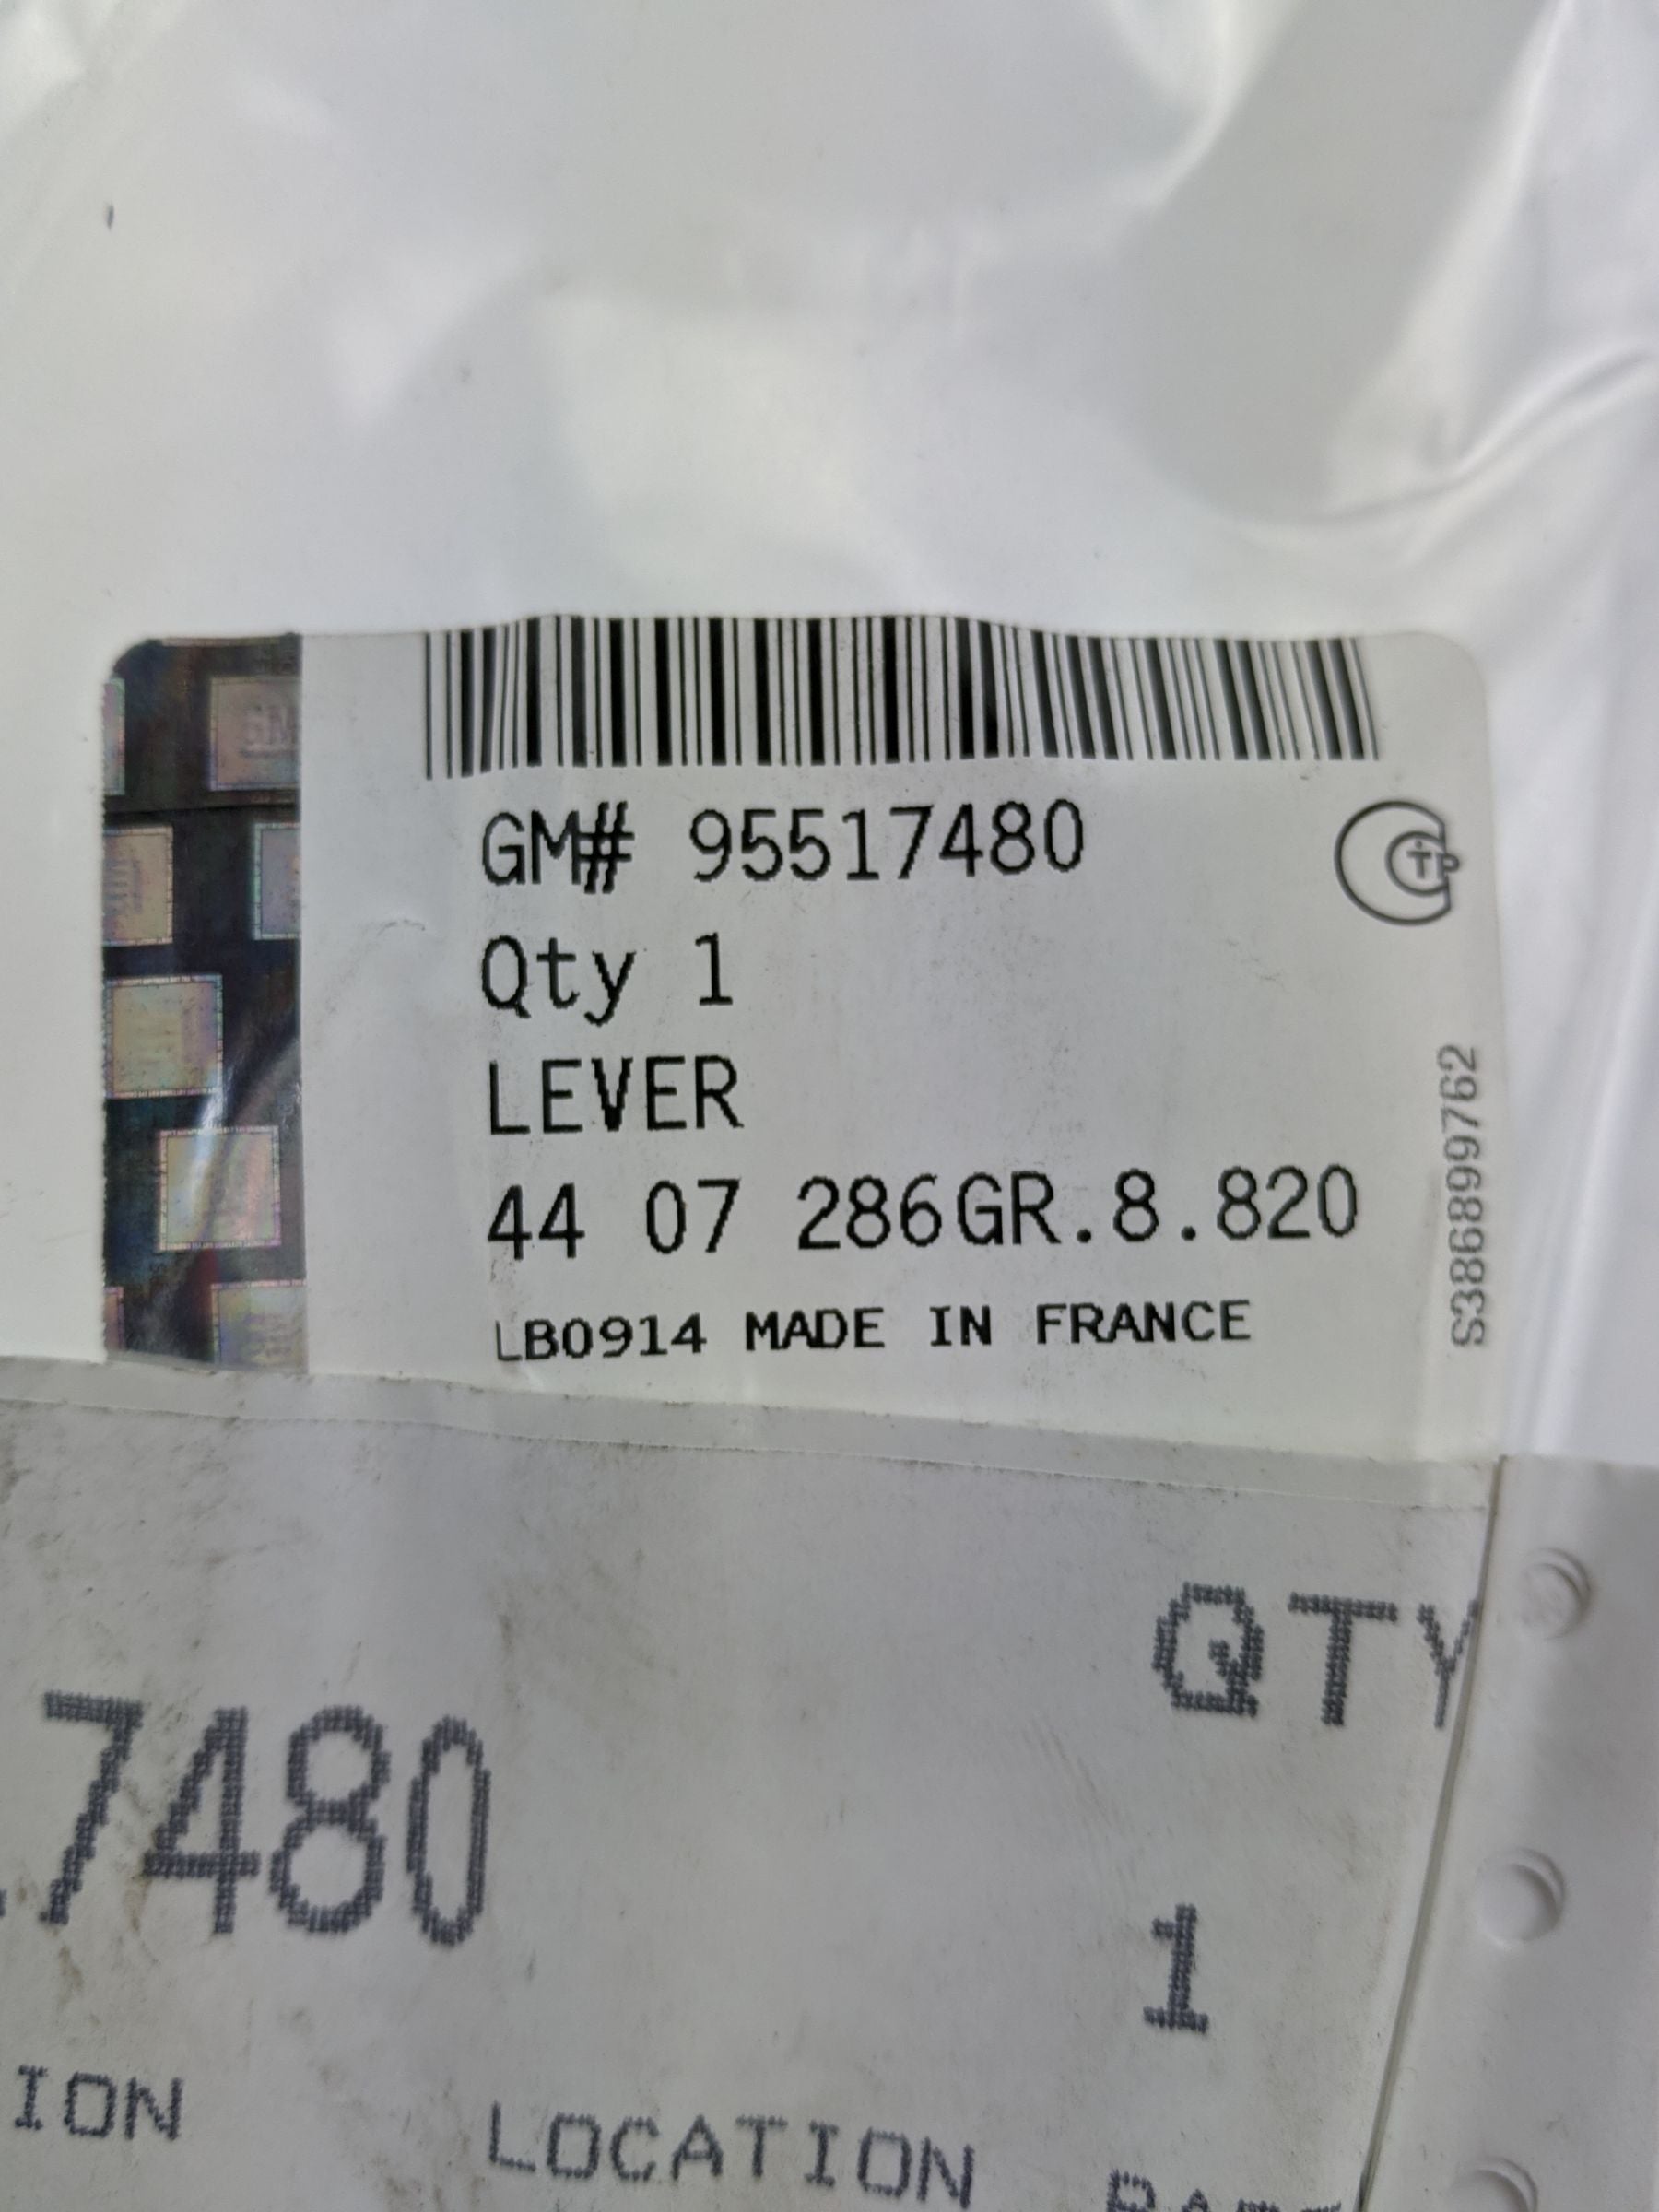 GM# 95517480
Qty 1
LEVER
44 07 286GR.8.820
LB0914 MADE IN FRANCE
S386899762
QTY
7480
1
ION
LOCATION